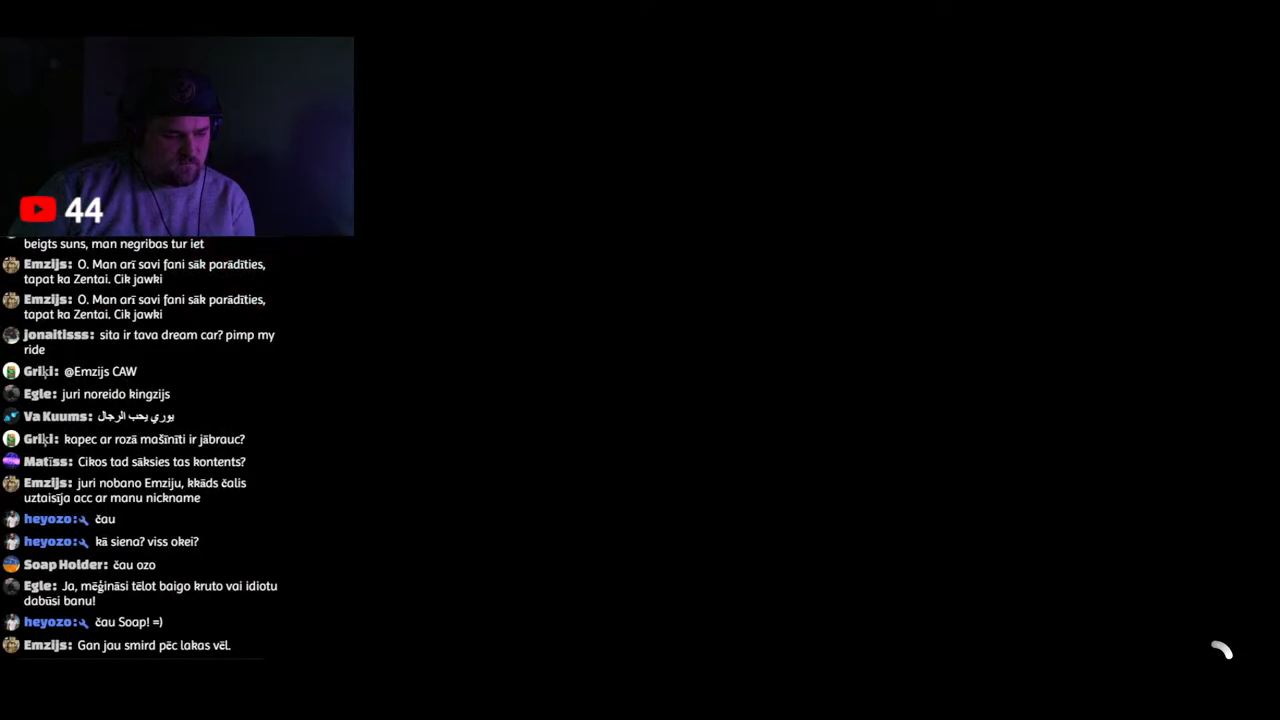 44
beigts suns, man negribas tur iet
Emzijs: O. Man arī savi fani sāk parādīties,
tapat ka Zentai. Cik jawki
Emzijs: O. Man arī savi fani sāk parādīties,
tapat ka Zentai. Cik jawki
jonaitisss: sita ir tava dream car? pimp my
ride
Griķi: @Emzijs CAW
Egle: juri noreido kingzijs
Va Kuums: يوري يحب الرجال
Griķi: kapec ar rozā mašīnīti ir jābrauc?
Matīss: Cikos tad sāksies tas kontents?
Emzijs: juri nobano Emziju, kkāds čalis
uztaisīja acc ar manu nickname
heyozo: čau
heyozo: kā siena? viss okei?
Soap Holder: čau ozo
Egle: Ja, mēģināsi tēlot baigo kruto vai idiotu
dabūsi banu!
heyozo: čau Soap! =)
Emzijs: Gan jau smird pēc lakas vēl.